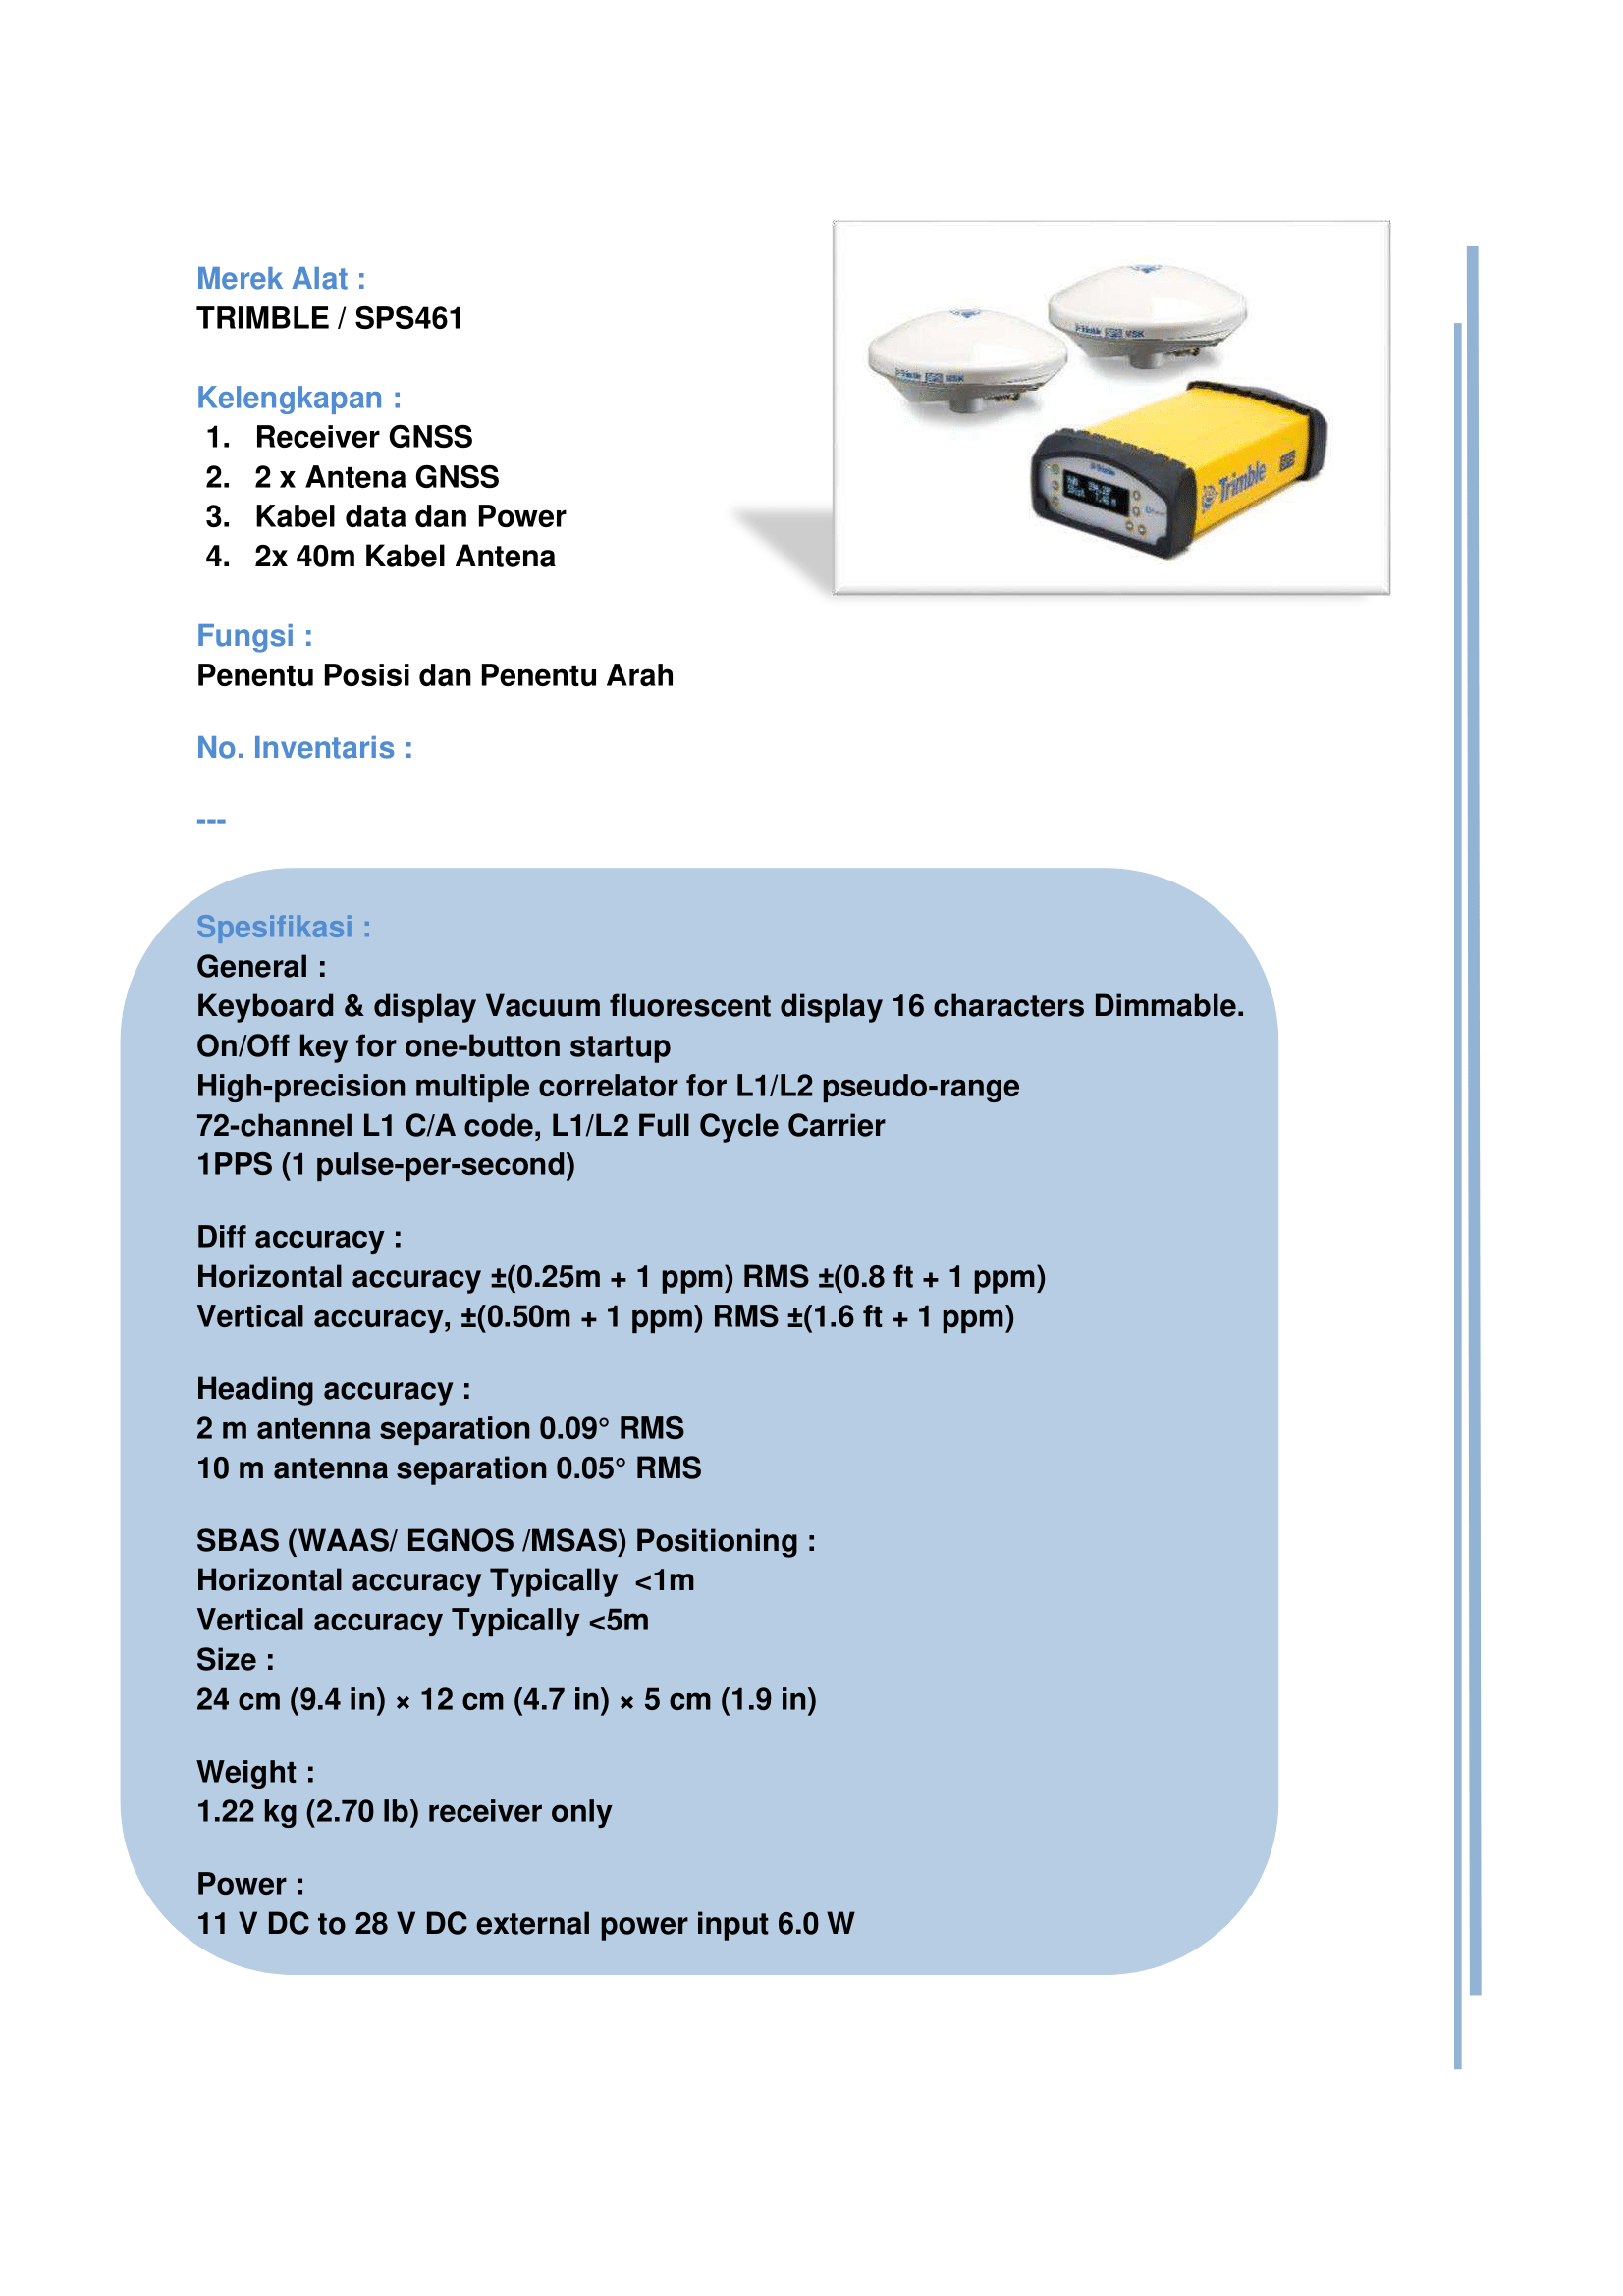 Merek Alat :
TRIMBLE / SPS461
Kelengkapan :
1. Receiver GNSS
2. 2 x Antena GNSS
3. Kabel data dan Power
4. 2x 40m Kabel Antena
Trimble
Fungsi :
Penentu Posisi dan Penentu Arah
No. Inventaris :
---
Spesifikasi :
General :
Keyboard & display Vacuum fluorescent display 16 characters Dimmable.
On/Off key for one-button startup
High-precision multiple correlator for L1/L2 pseudo-range
72-channel L1 C/A code, L1/L2 Full Cycle Carrier
1PPS (1 pulse-per-second)
Diff accuracy :
Horizontal accuracy ±(0.25m + 1 ppm) RMS ±(0.8 ft + 1 ppm)
Vertical accuracy, ±(0.50m + 1 ppm) RMS ±(1.6 ft + 1 ppm)
Heading accuracy :
2 m antenna separation 0.09° RMS
10 m antenna separation 0.05° RMS
SBAS (WAAS/ EGNOS /MSAS) Positioning :
Horizontal accuracy Typically  <1m
Vertical accuracy Typically <5m
Size :
24 cm (9.4 in) × 12 cm (4.7 in) × 5 cm (1.9 in)
Weight :
1.22 kg (2.70 lb) receiver only
Power :
11 V DC to 28 V DC external power input 6.0 W